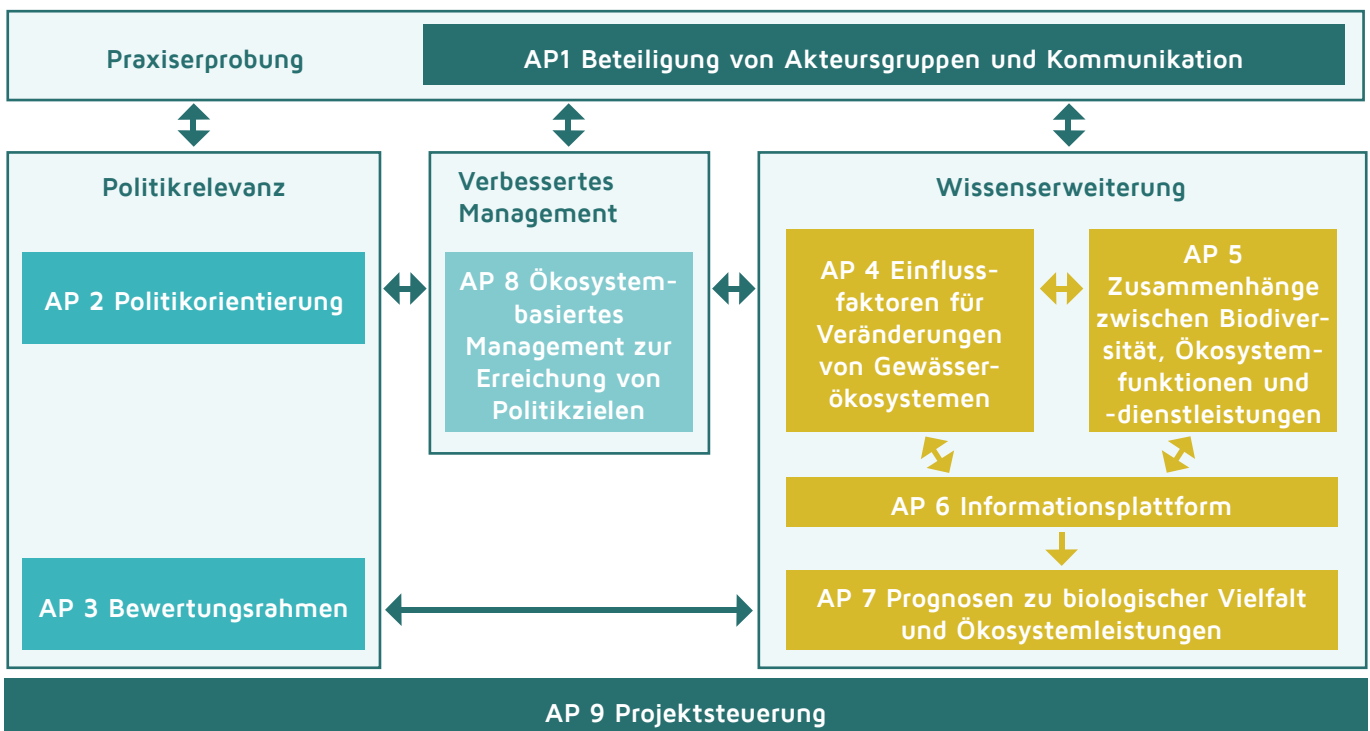 Praxiserprobung
AP1 Beteiligung von Akteursgruppen und Kommunikation
Politikrelevanz
AP 2 Politikorientierung
AP 3 Bewertungsrahmen
Verbessertes
Management
AP 8 Ökosystem-
basiertes
Management zur
Erreichung von
Politikzielen
Wissenserweiterung
AP 4 Einfluss-
faktoren für
Veränderungen
von Gewässer-
ökosystemen
AP 5
Zusammenhänge
zwischen Biodiver-
sität, Ökosystem-
funktionen und
-dienstleistungen
AP 6 Informationsplattform
AP 7 Prognosen zu biologischer Vielfalt
und Ökosystemleistungen
AP 9 Projektsteuerung